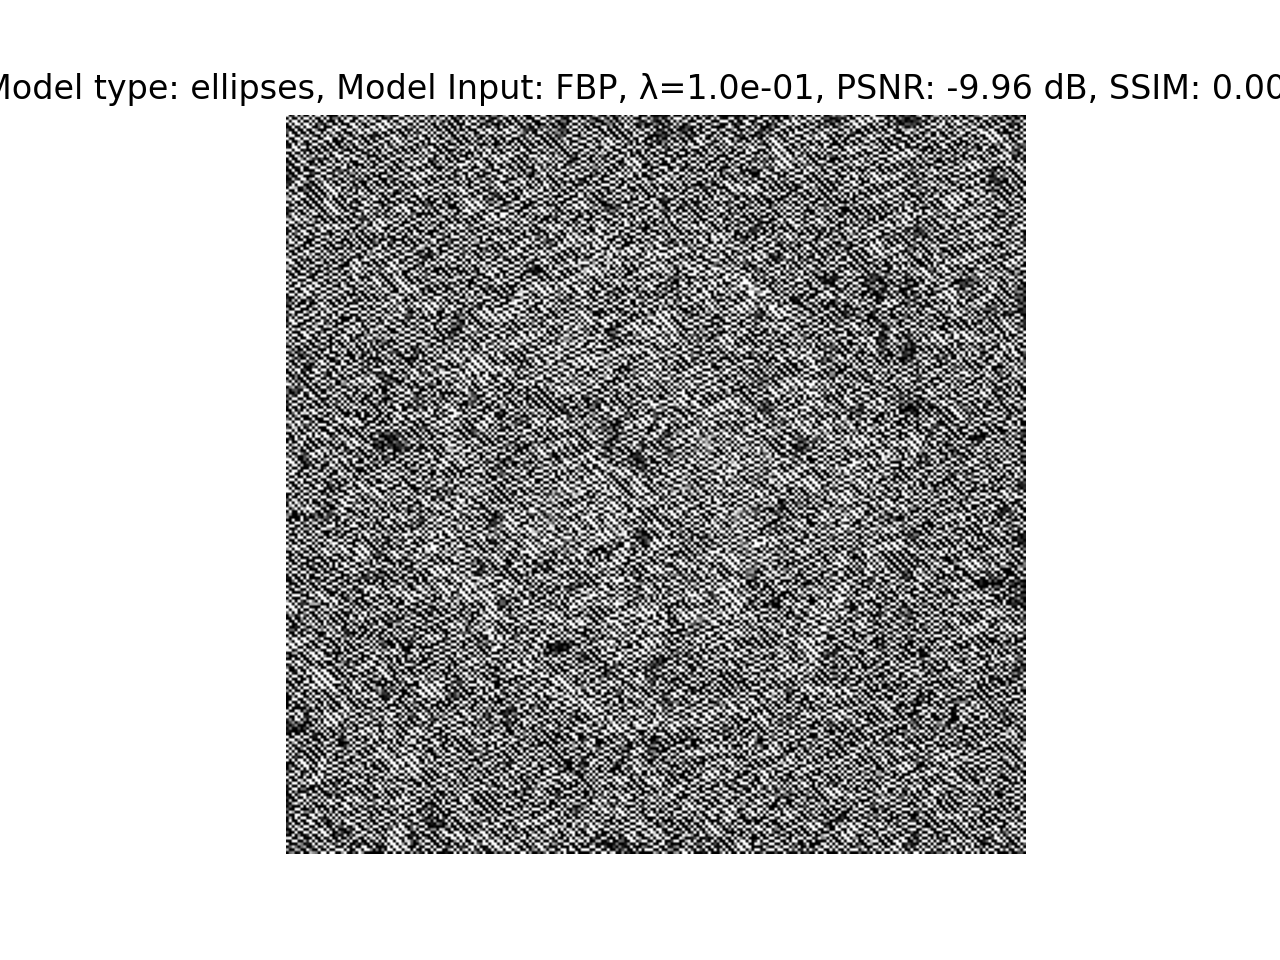 Model type: ellipses, Model Input: FBP, λ=1.0e-01, PSNR: -9.96 dB, SSIM: 0.00